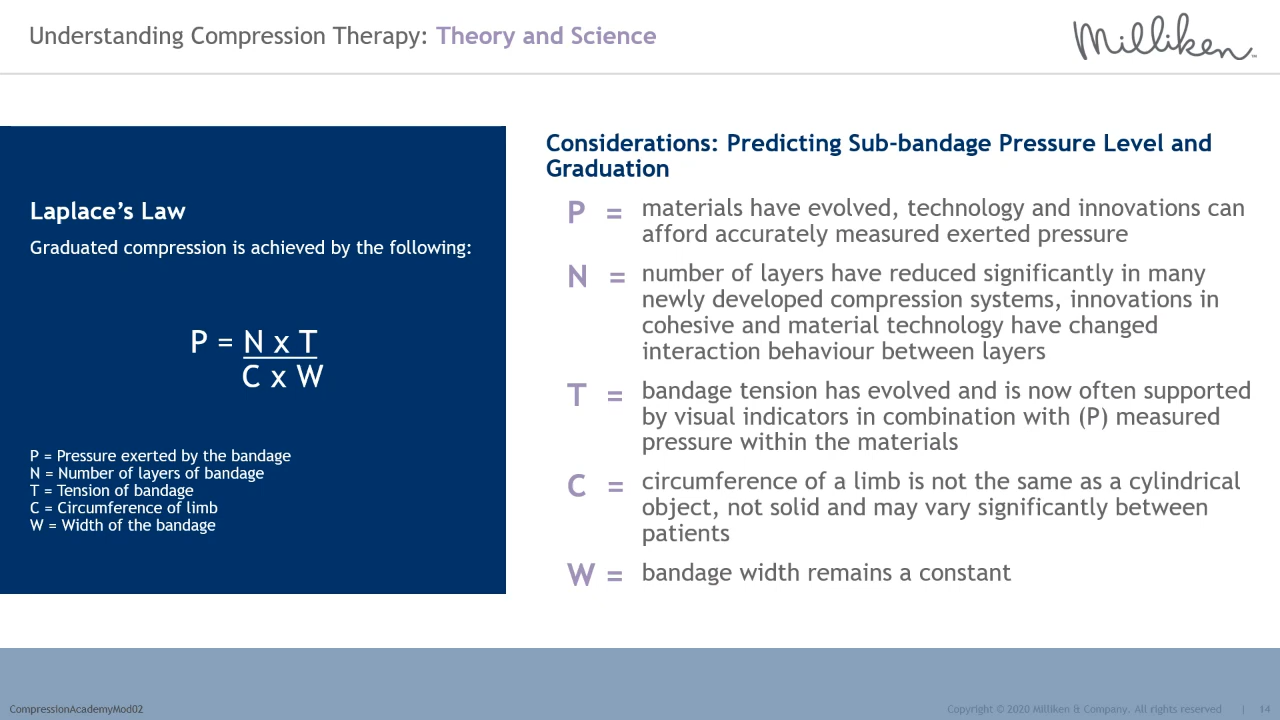 Understanding Compression Therapy: Theory and Science
Milliken™
Laplace’s Law
Graduated compression is achieved by the following:
P = N x T
C x W
P = Pressure exerted by the bandage
N = Number of layers of bandage
T = Tension of bandage
C = Circumference of limb
W = Width of the bandage
Considerations: Predicting Sub-bandage Pressure Level and
Graduation
P = materials have evolved, technology and innovations can
afford accurately measured exerted pressure
N = number of layers have reduced significantly in many
newly developed compression systems, innovations in
cohesive and material technology have changed
interaction behaviour between layers
T = bandage tension has evolved and is now often supported
by visual indicators in combination with (P) measured
pressure within the materials
C = circumference of a limb is not the same as a cylindrical
object, not solid and may vary significantly between
patients
W = bandage width remains a constant
CompressionAcademyMod02
Copyright © 2020 Milliken & Company. All rights reserved | 14